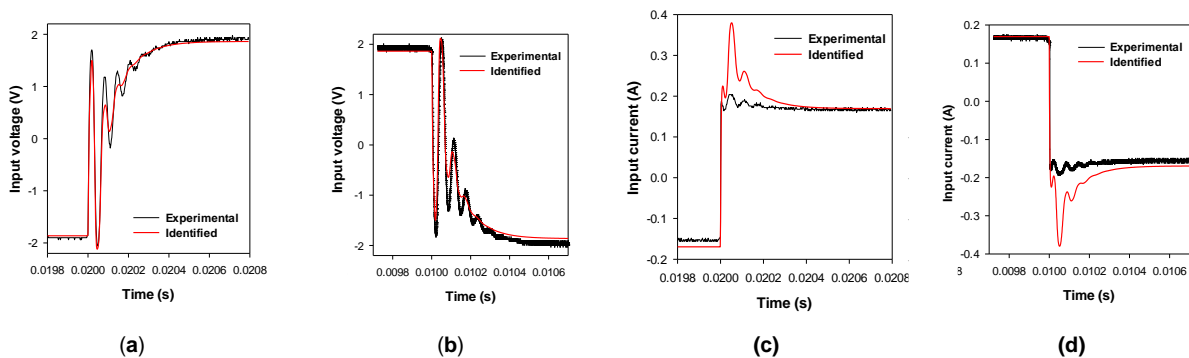 Input voltage (V)
2
1
0
-1
-2
Experimental
Identified
0.0198 0.0200 0.0202 0.0204 0.0206 0.0208
Time (s)
(a)
Input voltage (V)
2
1
0
-1
-2
Experimental
Identified
0.0098 0.0100 0.0102 0.0104 0.0106
Time (s)
(b)
Input current (A)
0.4
0.3
0.2
0.1
-0.1
-0.2
Experimental
Identified
0.0198 0.0200 0.0202 0.0204 0.0206 0.0208
Time (s)
(c)
Input current (A)
0.2
0.1
0.0
-0.1
-0.2
-0.3
-0.4
Experimental
Identified
8 0.0098 0.0100 0.0102 0.0104 0.0106
Time (s)
(d)